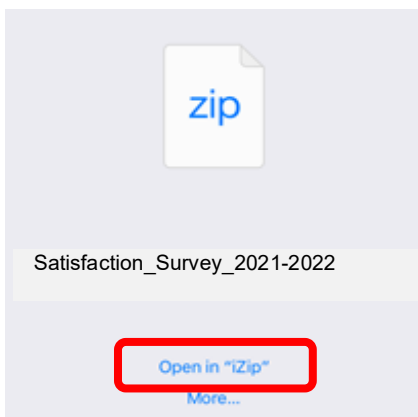 zip
Satisfaction_Survey_2021-2022
Open in "iZip"
More...